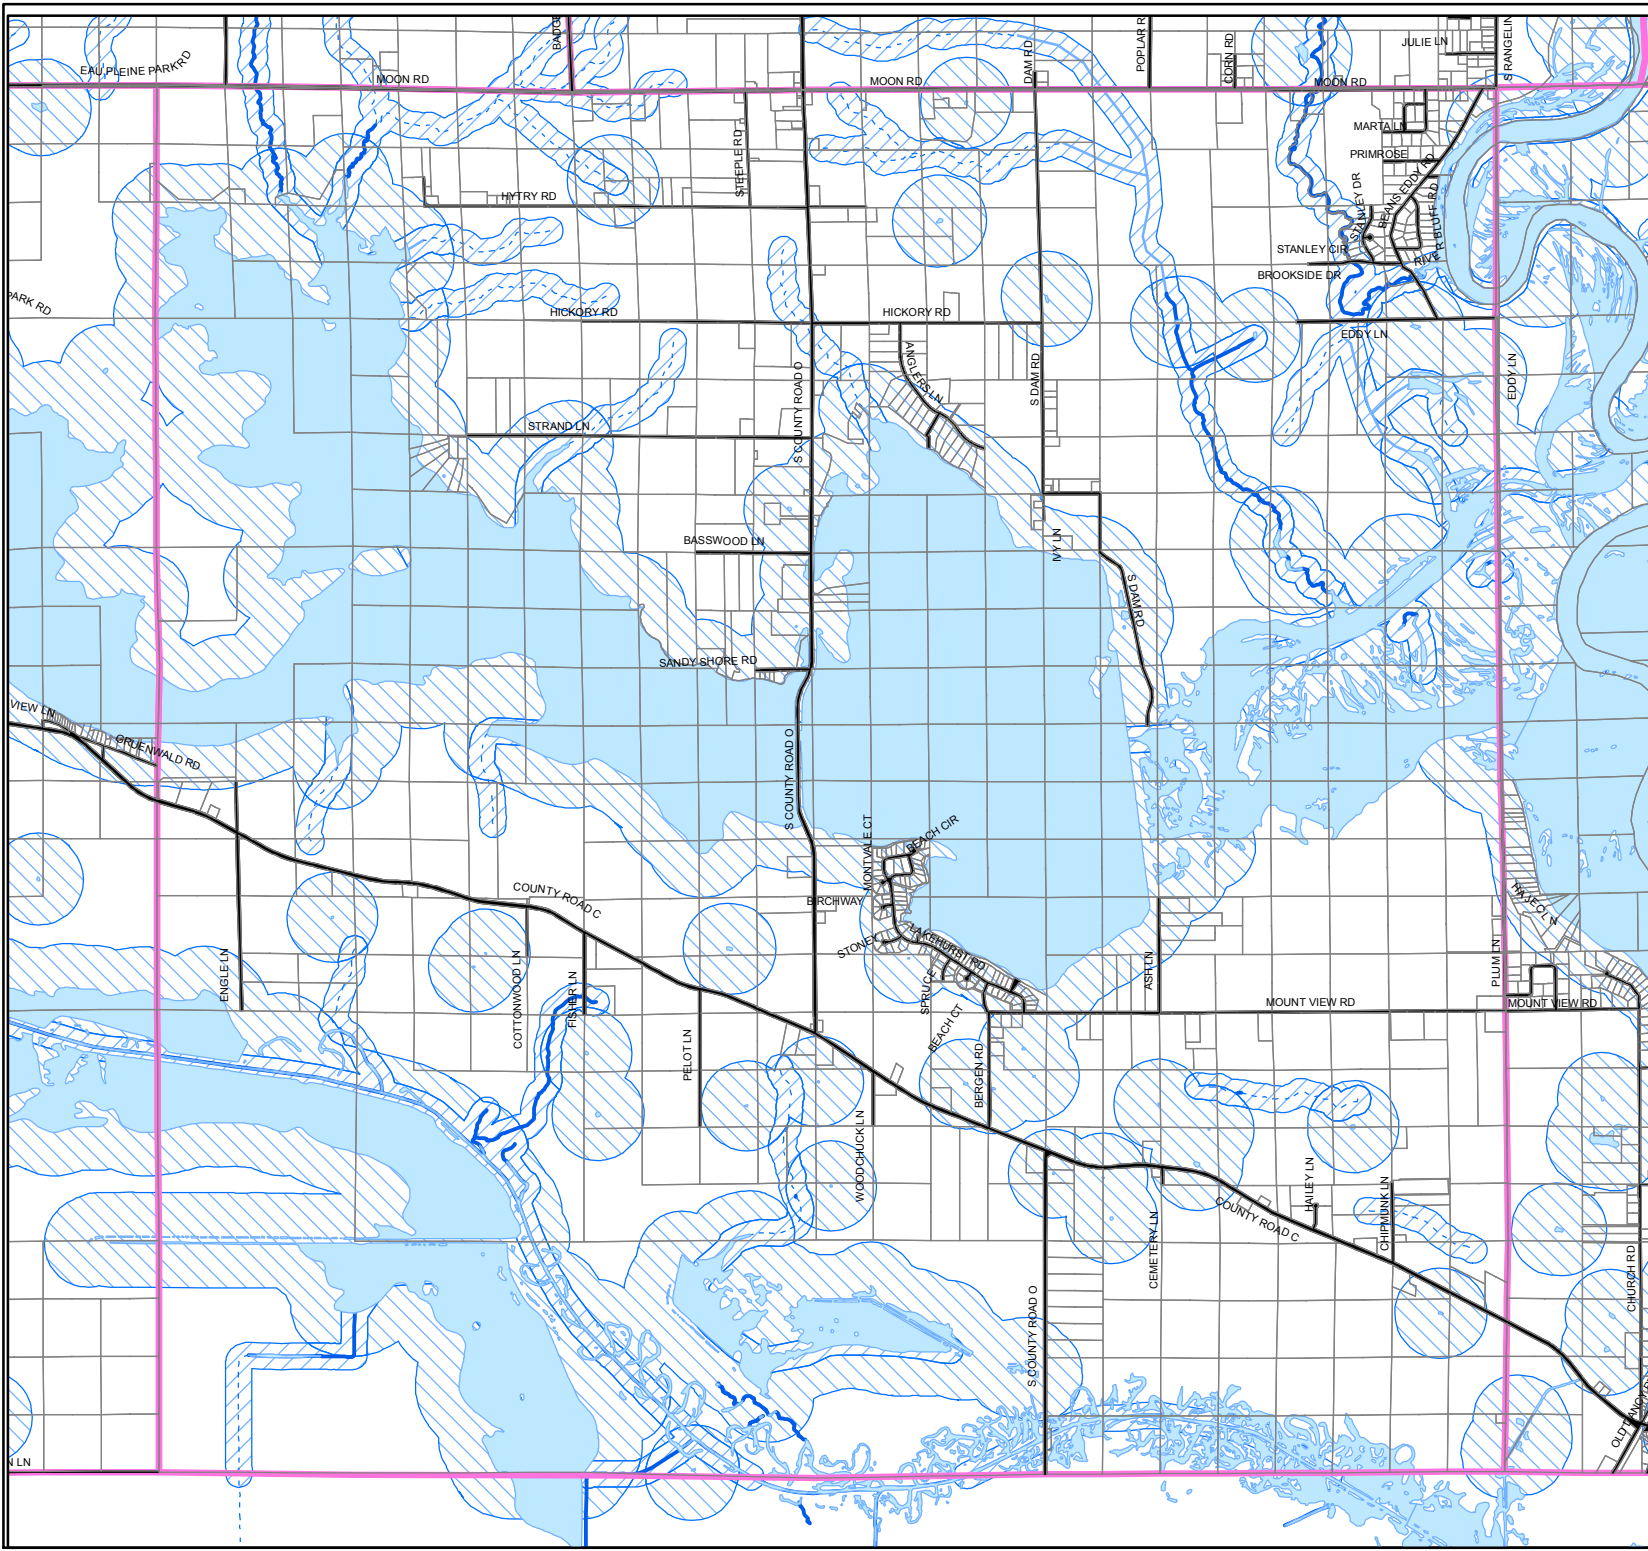 EAU PLEINE PARK RD
MOON RD
MOON RD
DAM RD
CORN RD
JULIE LN
MOON RD
MARTA LN
PRIMROSE
STEEPLE RD
HYTRY RD
STANLEY DR
BEANS EDDY RD
RIVER BLUFF RD
STANLEY CIR
BROOKSIDE DR
PARK RD
HICKORY RD
HICKORY RD
EDDY LN
ANGLERS LN
S DAM RD
EDDY LN
S COUNTY ROAD O
STRAND LN
BASSWOOD LN
IVY LN
S DAM RD
SANDY SHORE RD
VIEW LN
GRUENWALD RD
S COUNTY ROAD O
MONTVALE CT
BEACH CIR
COUNTY ROAD C
BIRCHWAY
STONEY
LAKEHURST RD
SPRUCE
BEACH CT
ENGLE LN
COTTONWOOD LN
FISHER LN
ASH LN
PLUM LN
MOUNT VIEW RD
MOUNT VIEW RD
PELOT LN
BERGEN RD
WOODCHUCK LN
HAILEY LN
CHIPMUNK LN
CEMETERY LN
COUNTY ROAD C
CHURCH RD
S COUNTY ROAD O
N LN